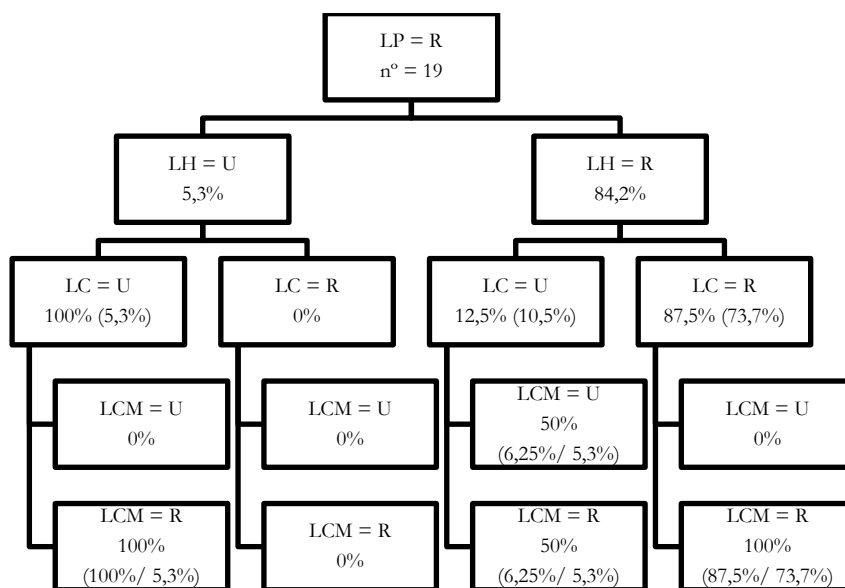 LP = R
nº = 19
LH = U
5,3%
LH = R
84,2%
LC = U
100% (5,3%)
LC = R
0%
LC = U
12,5% (10,5%)
LC = R
87,5% (73,7%)
LCM = U
0%
LCM = U
0%
LCM = U
50%
(6,25%/ 5,3%)
LCM = U
0%
LCM = R
100%
(100%/ 5,3%)
LCM = R
0%
LCM = R
50%
(6,25%/ 5,3%)
LCM = R
100%
(87,5%/ 73,7%)